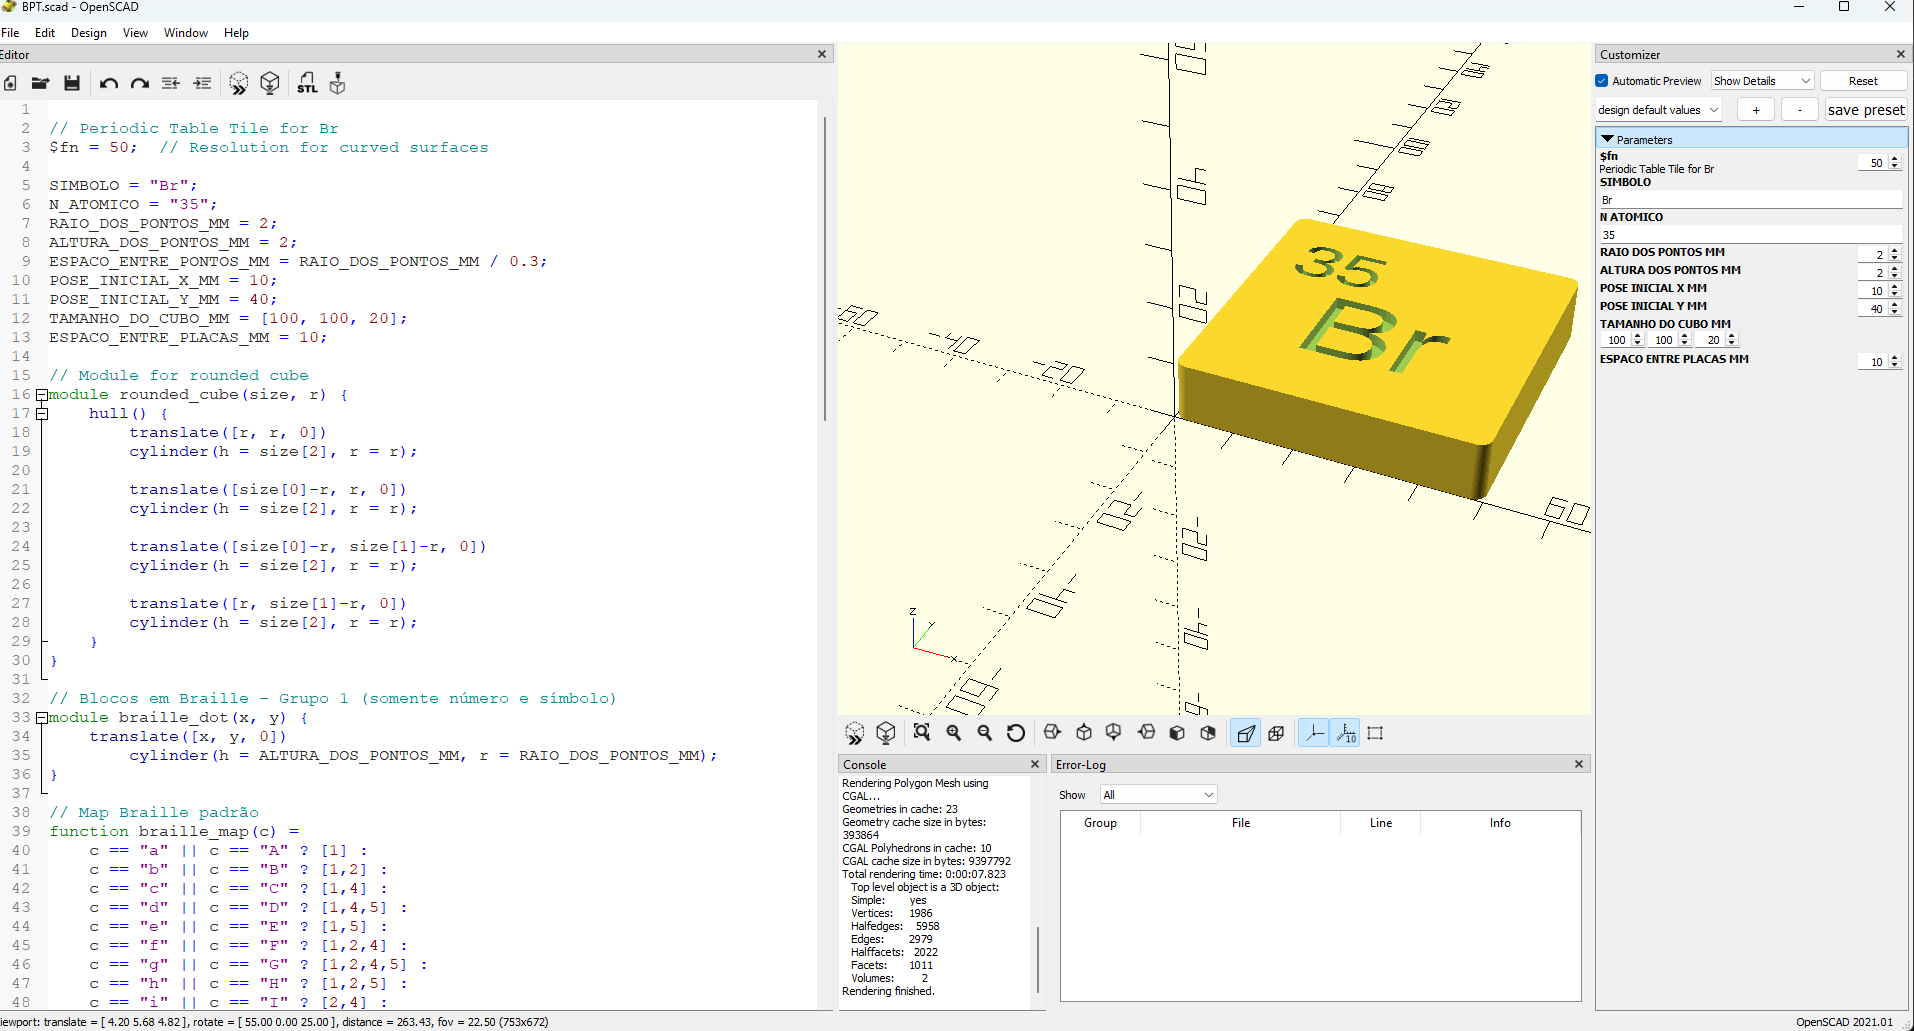 BPT.scad - OpenSCAD
File Edit Design View Window Help
Editor
STL
1
2 // Periodic Table Tile for Br
3 $fn = 50;  // Resolution for curved surfaces
4
5 SIMBOLO = "Br";
6 N_ATOMICO = "35";
7 RAIO_DOS_PONTOS_MM = 2;
8 ALTURA_DOS_PONTOS_MM = 2;
9 ESPACO_ENTRE_PONTOS_MM = RAIO_DOS_PONTOS_MM / 0.3;
10 POSE_INICIAL_X_MM = 10;
11 POSE_INICIAL_Y_MM = 40;
12 TAMANHO_DO_CUBO_MM = [100, 100, 20];
13 ESPACO_ENTRE_PLACAS_MM = 10;
14
15 // Module for rounded cube
16 module rounded_cube(size, r) {
17     hull() {
18         translate([r, r, 0])
19         cylinder(h = size[2], r = r);
20
21         translate([size[0]-r, r, 0])
22         cylinder(h = size[2], r = r);
23
24         translate([size[0]-r, size[1]-r, 0])
25         cylinder(h = size[2], r = r);
26
27         translate([r, size[1]-r, 0])
28         cylinder(h = size[2], r = r);
29     }
30 }
31
32 // Blocos em Braille – Grupo 1 (somente número e símbolo)
33 module braille_dot(x, y) {
34     translate([x, y, 0])
35         cylinder(h = ALTURA_DOS_PONTOS_MM, r = RAIO_DOS_PONTOS_MM);
36 }
37
38 // Map Braille padrão
39 function braille_map(c) =
40     c == "a" || c == "A" ? [1] :
41     c == "b" || c == "B" ? [1,2] :
42     c == "c" || c == "C" ? [1,4] :
43     c == "d" || c == "D" ? [1,4,5] :
44     c == "e" || c == "E" ? [1,5] :
45     c == "f" || c == "F" ? [1,2,4] :
46     c == "g" || c == "G" ? [1,2,4,5] :
47     c == "h" || c == "H" ? [1,2,5] :
48     c == "i" || c == "I" ? [2,4] :
35
Br
60
40
20
40
20
60
-20
-40
-60
-20
-40
z
y
x
10
Console
Rendering Polygon Mesh using
CGAL...
Geometries in cache: 23
Geometry cache size in bytes:
393864
CGAL Polyhedrons in cache: 10
CGAL cache size in bytes: 9397792
Total rendering time: 0:00:07.823
Top level object is a 3D object:
Simple: yes
Vertices: 1986
Halfedges: 5958
Edges: 2979
Halffacets: 2022
Facets: 1011
Volumes: 2
Rendering finished.
Error-Log
Show All
Group File Line Info
Customizer
Automatic Preview Show Details Reset
design default values + - save preset
Parameters
$fn
Periodic Table Tile for Br 50
SIMBOLO
Br
N ATOMICO
35
RAIO DOS PONTOS MM 2
ALTURA DOS PONTOS MM 2
POSE INICIAL X MM 10
POSE INICIAL Y MM 40
TAMANHO DO CUBO MM
100 100 20
ESPACO ENTRE PLACAS MM 10
iewport: translate = [ 4.20 5.68 4.82 ], rotate = [ 55.00 0.00 25.00 ], distance = 263.43, fov = 22.50 (753x672)
OpenSCAD 2021.01